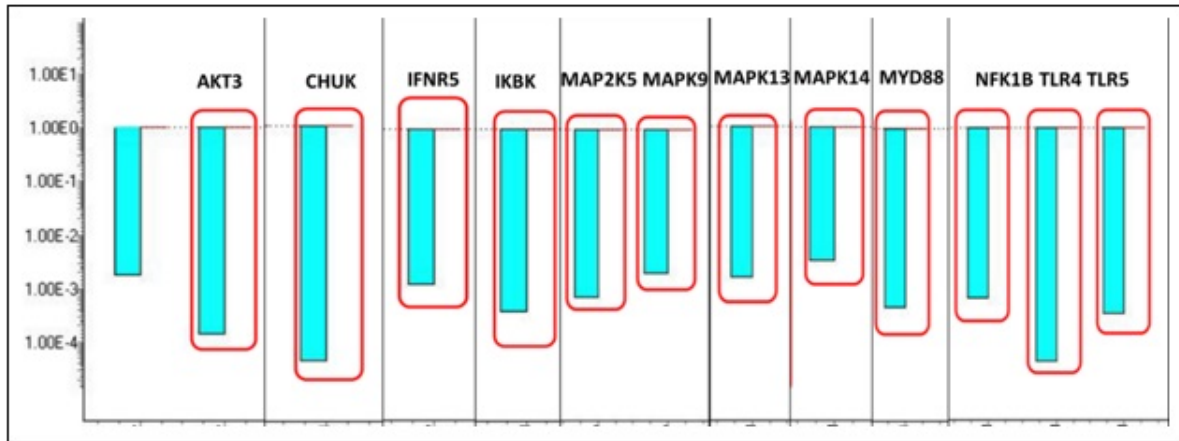 1.00E1
AKT3 CHUK IFNR5 IKBK MAP2K5 MAPK9 MAPK13 MAPK14 MYD88 NFK1B TLR4 TLR5
1.00E0
1.00E-1
1.00E-2
1.00E-3
1.00E-4